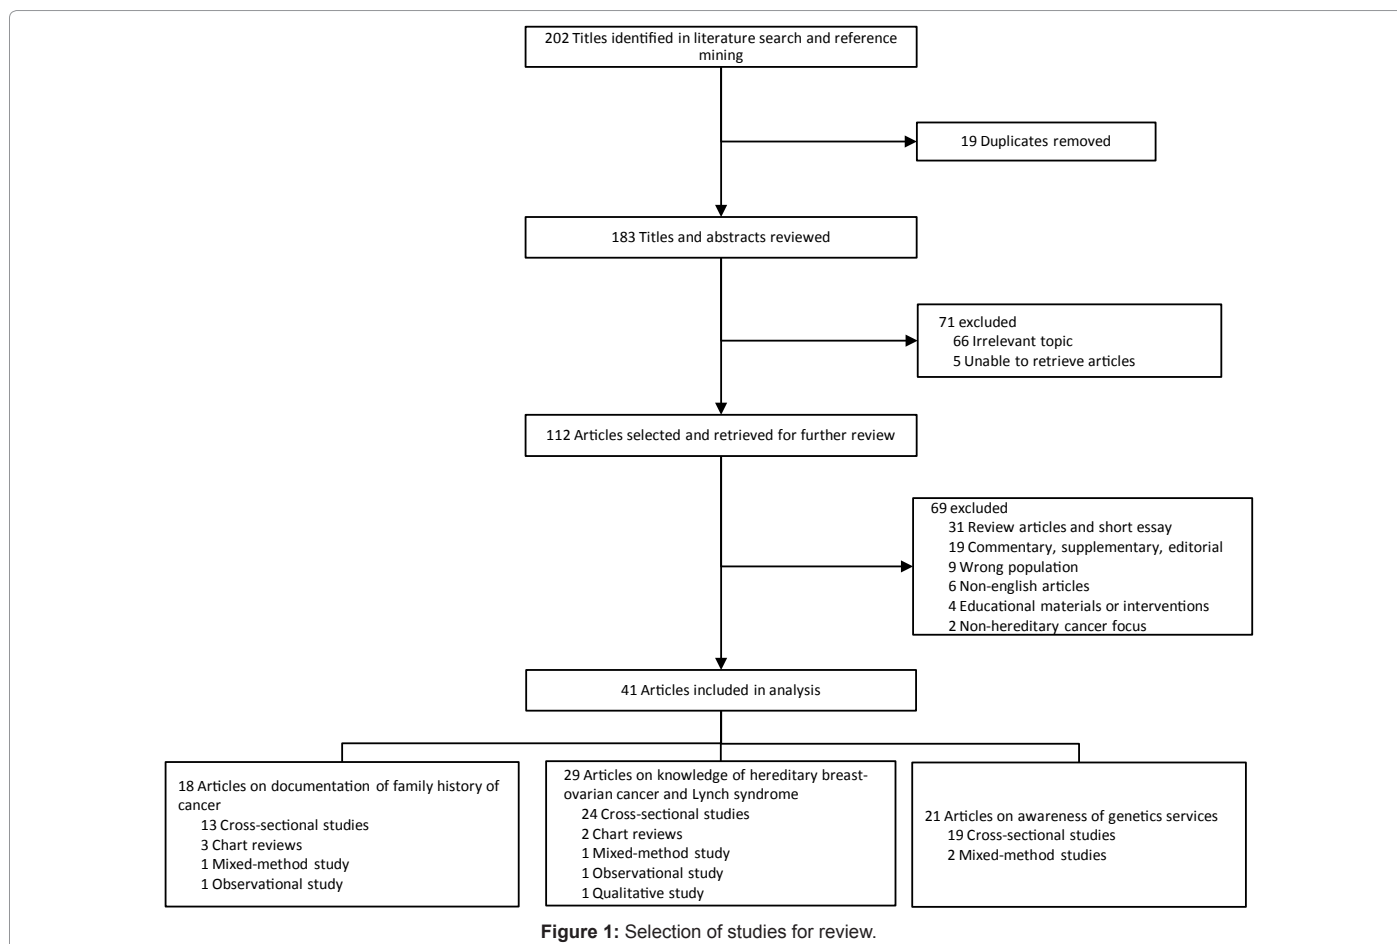 202 Titles identified in literature search and reference
mining
19 Duplicates removed
183 Titles and abstracts reviewed
71 excluded
66 Irrelevant topic
5 Unable to retrieve articles
112 Articles selected and retrieved for further review
69 excluded
31 Review articles and short essay
19 Commentary, supplementary, editorial
9 Wrong population
6 Non-english articles
4 Educational materials or interventions
2 Non-hereditary cancer focus
41 Articles included in analysis
18 Articles on documentation of family history of
cancer
13 Cross-sectional studies
3 Chart reviews
1 Mixed-method study
1 Observational study
29 Articles on knowledge of hereditary breast-
ovarian cancer and Lynch syndrome
24 Cross-sectional studies
2 Chart reviews
1 Mixed-method study
1 Observational study
1 Qualitative study
21 Articles on awareness of genetics services
19 Cross-sectional studies
2 Mixed-method studies
Figure 1: Selection of studies for review.